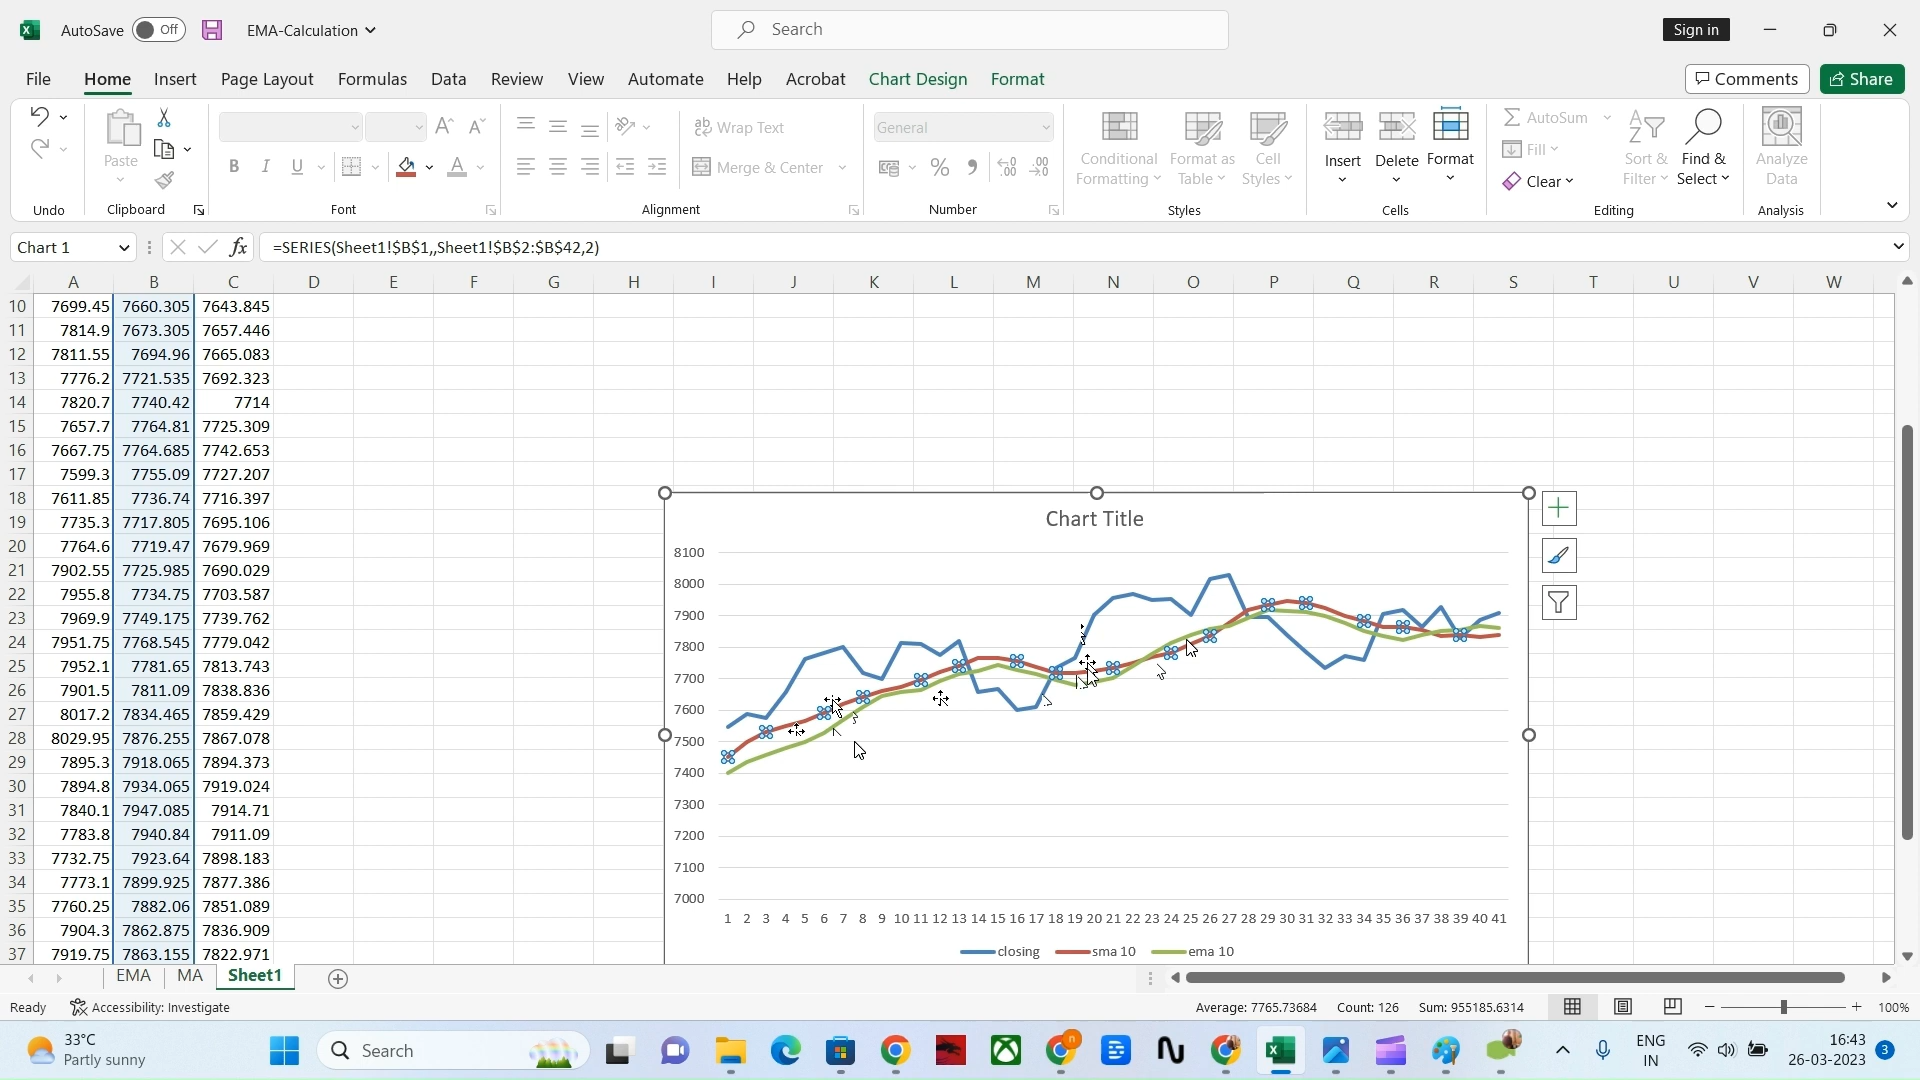 AutoSave Off EMA-Calculation Search Sign in
File Home Insert Page Layout Formulas Data Review View Automate Help Acrobat Chart Design Format Comments Share
Paste
B I U A
Wrap Text
Merge & Center
General
Conditional Formatting
Format as Table
Cell Styles
Insert
Delete
Format
AutoSum
Fill
Clear
Sort & Filter
Find & Select
Analyze Data
Undo Clipboard Font Alignment Number Styles Cells Editing Analysis
Chart 1 fx =SERIES(Sheet1!$B$1,,Sheet1!$B$2:$B$42,2)
A B C D E F G H I J K L M N O P Q R S T U V W
10 7699.45 7660.305 7643.845
11 7814.9 7673.305 7657.446
12 7811.55 7694.96 7665.083
13 7776.2 7721.535 7692.323
14 7820.7 7740.42 7714
15 7657.7 7764.81 7725.309
16 7667.75 7764.685 7742.653
17 7599.3 7755.09 7727.207
18 7611.85 7736.74 7716.397
19 7735.3 7717.805 7695.106
20 7764.6 7719.47 7679.969
21 7902.55 7725.985 7690.029
22 7955.8 7734.75 7703.587
23 7969.9 7749.175 7739.762
24 7951.75 7768.545 7779.042
25 7952.1 7781.65 7813.743
26 7901.5 7811.09 7838.836
27 8017.2 7834.465 7859.429
28 8029.95 7876.255 7867.078
29 7895.3 7918.065 7894.373
30 7894.8 7934.065 7919.024
31 7840.1 7947.085 7914.71
32 7783.8 7940.84 7911.09
33 7732.75 7923.64 7898.183
34 7773.1 7899.925 7877.386
35 7760.25 7882.06 7851.089
36 7904.3 7862.875 7836.909
37 7919.75 7863.155 7822.971
Chart Title
8100
8000
7900
7800
7700
7600
7500
7400
7300
7200
7100
7000
1 2 3 4 5 6 7 8 9 10 11 12 13 14 15 16 17 18 19 20 21 22 23 24 25 26 27 28 29 30 31 32 33 34 35 36 37 38 39 40 41
closing sma 10 ema 10
EMA MA Sheet1
Ready Accessibility: Investigate Average: 7765.73684 Count: 126 Sum: 955185.6314 100%
33°C
Partly sunny
Search
ENG
IN
16:43
26-03-2023
3